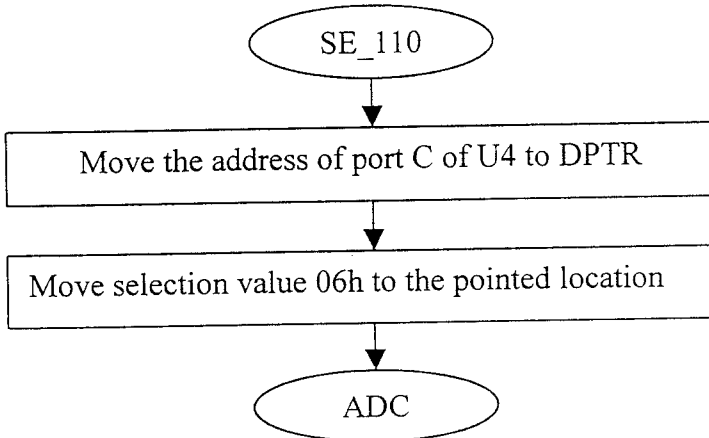 SE_110
Move the address of port C of U4 to DPTR
Move selection value 06h to the pointed location
ADC